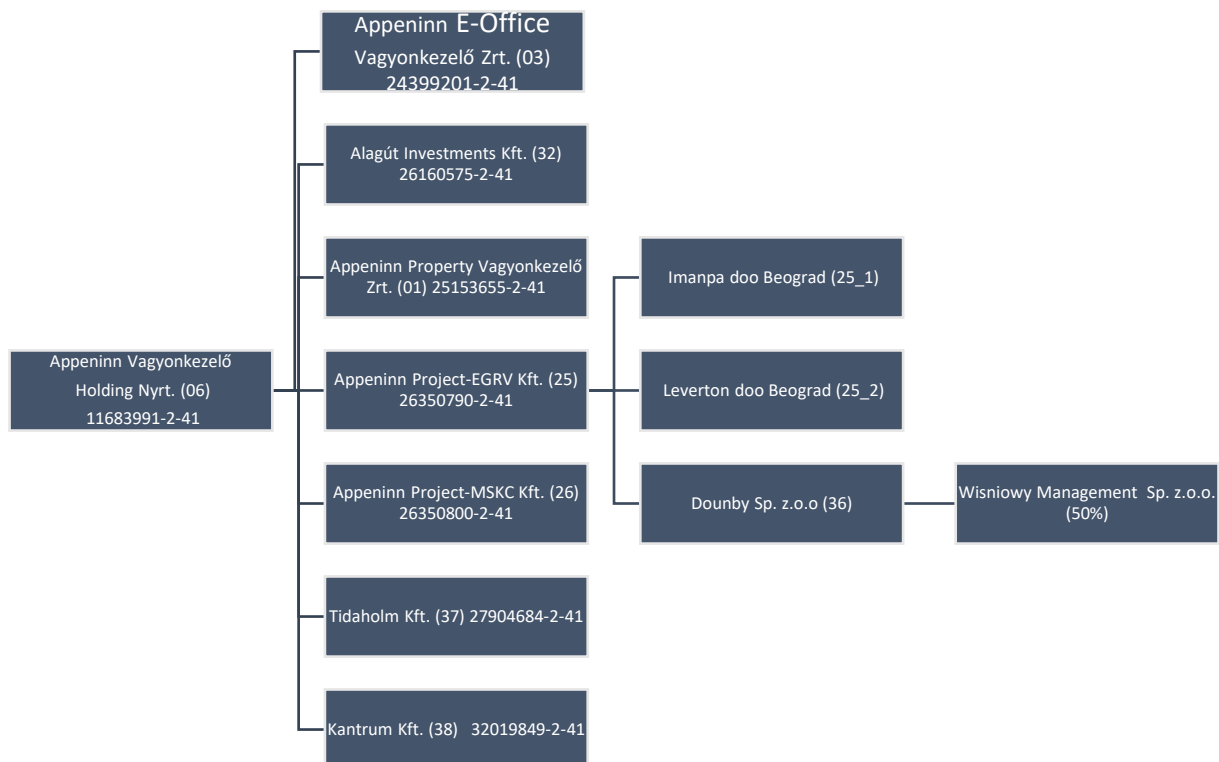 Appeninn E-Office
Vagyonkezelő Zrt. (03)
24399201-2-41
Alagút Investments Kft. (32)
26160575-2-41
Appeninn Property Vagyonkezelő
Zrt. (01) 25153655-2-41
Imanpa doo Beograd (25_1)
Appeninn Vagyonkezelő
Holding Nyrt. (06)
11683991-2-41
Appeninn Project-EGRV Kft. (25)
26350790-2-41
Leverton doo Beograd (25_2)
Appeninn Project-MSKC Kft. (26)
26350800-2-41
Dounby Sp. z.o.o (36)
Wisniowy Management Sp. z.o.o.
(50%)
Tidaholm Kft. (37) 27904684-2-41
Kantrum Kft. (38) 32019849-2-41